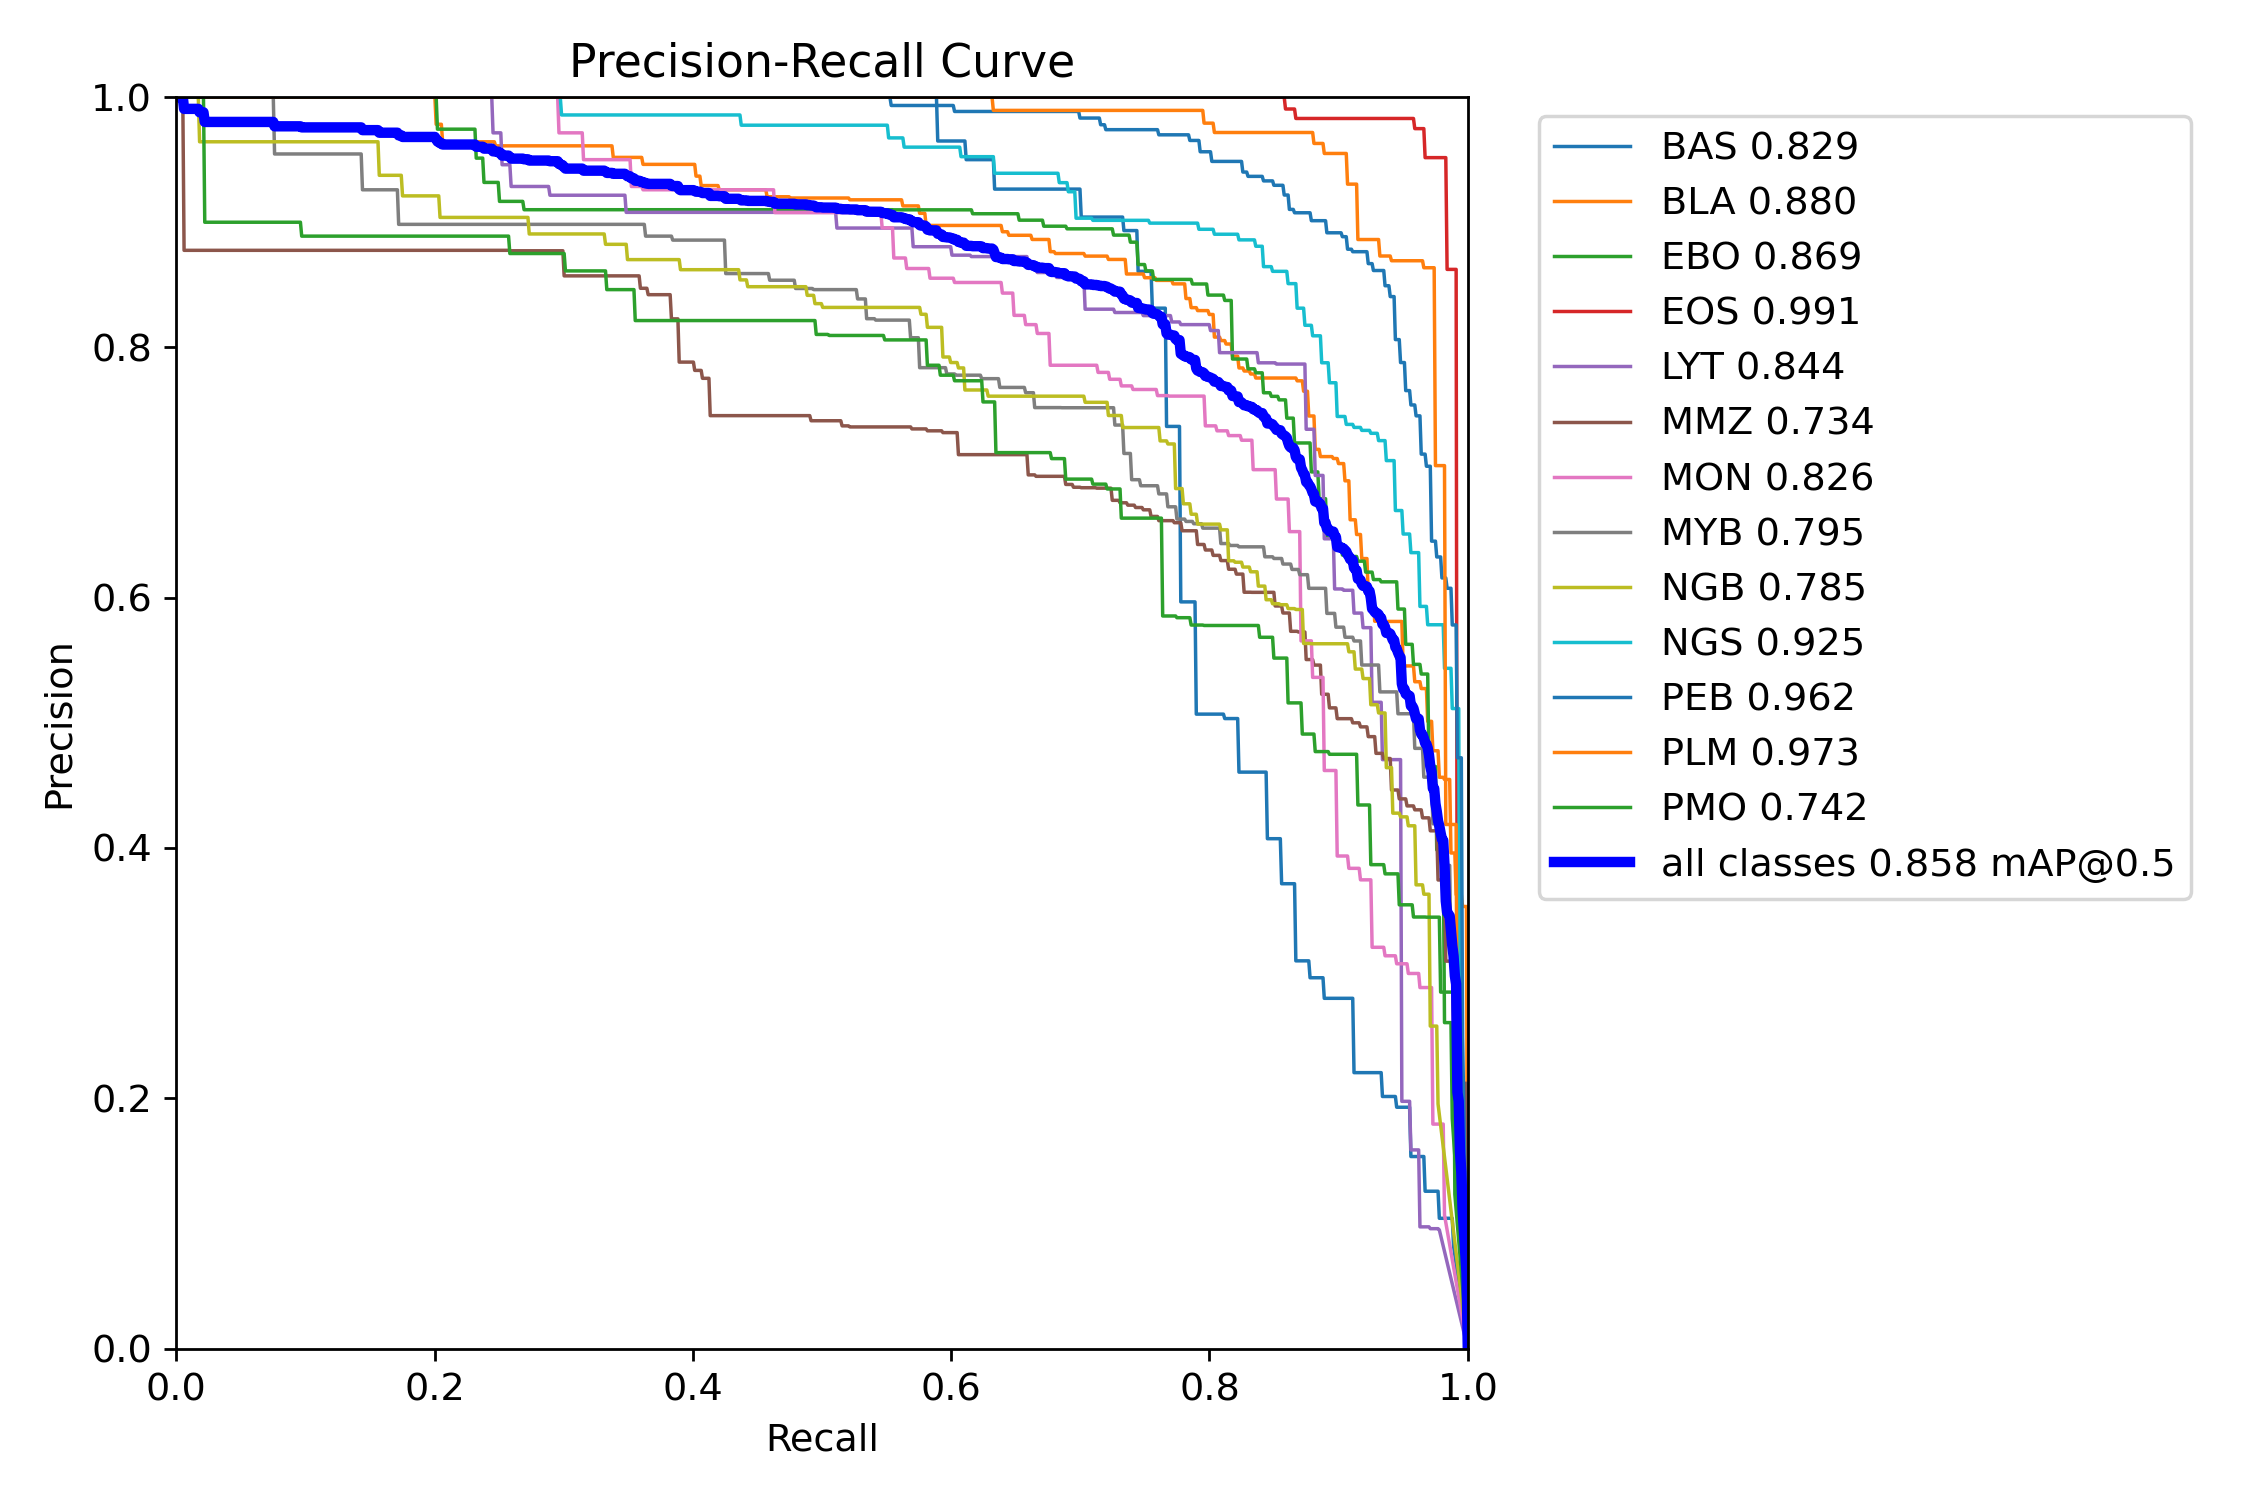 Precision-Recall Curve
1.0
0.8
0.6
0.4
0.2
0.0
Precision
0.0 0.2 0.4 0.6 0.8 1.0
Recall
BAS 0.829
BLA 0.880
EBO 0.869
EOS 0.991
LYT 0.844
MMZ 0.734
MON 0.826
MYB 0.795
NGB 0.785
NGS 0.925
PEB 0.962
PLM 0.973
PMO 0.742
all classes 0.858 mAP@0.5